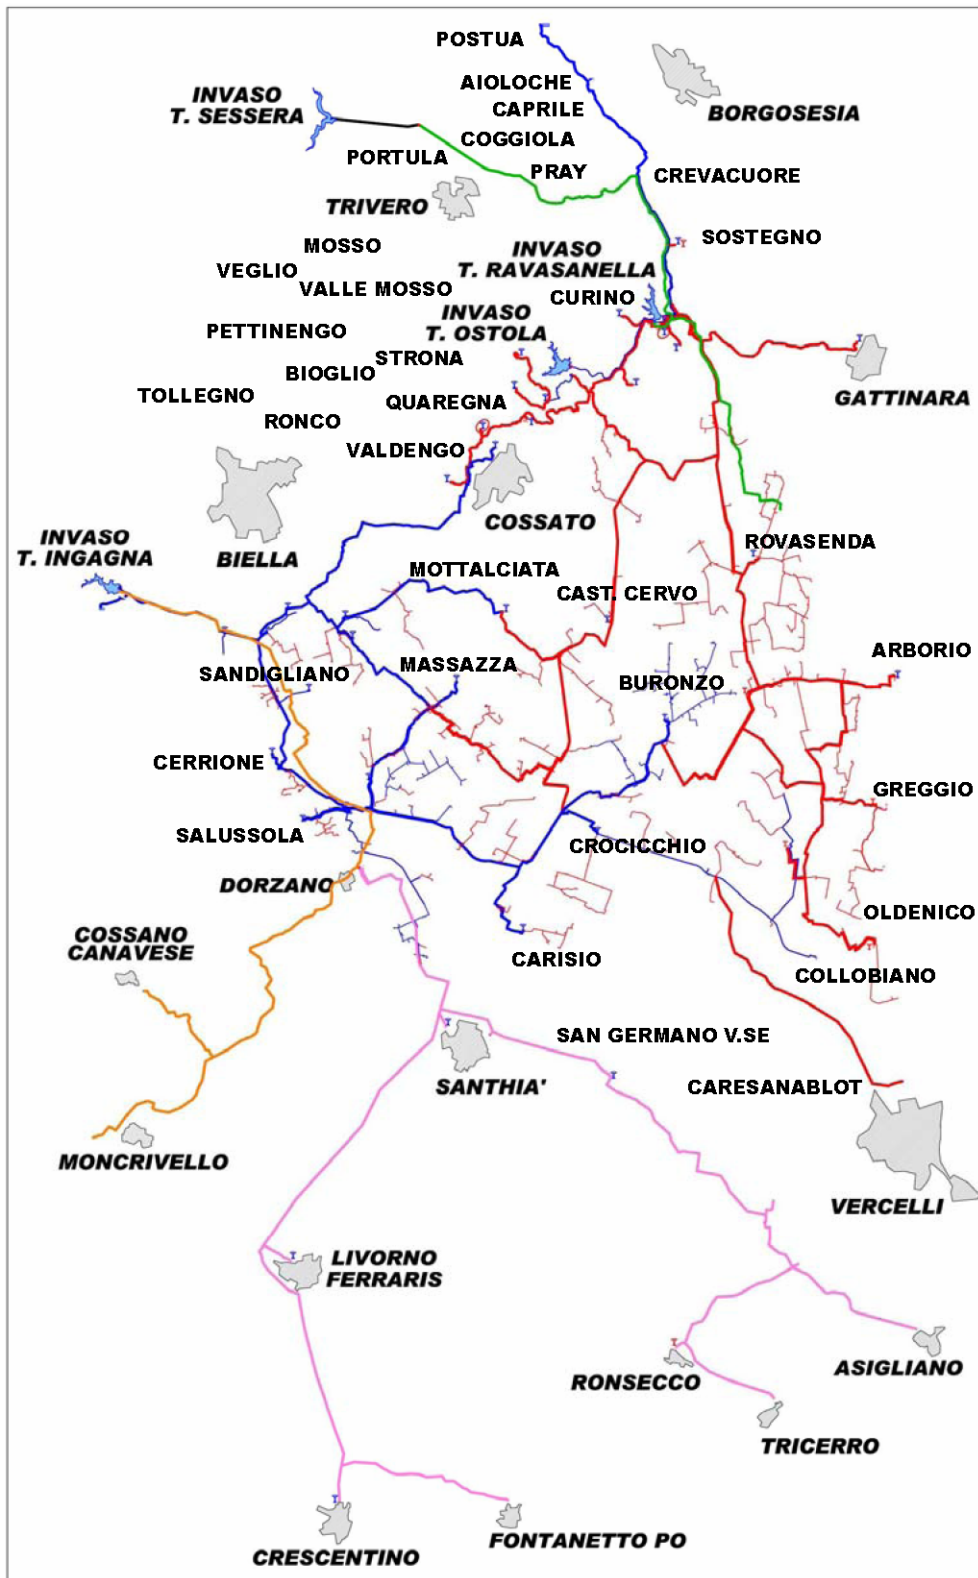 POSTUA
AIOLOCHE
CAPRILE
COGGIOLA
INVASO
T. SESSERA
BORGOSESIA
PORTULA
PRAY
CREVACUORE
TRIVERO
MOSSO
VEGLIO
VALLE MOSSO
INVASO
T. RAVASANELLA
SOSTEGNO
CURINO
INVASO
T. OSTOLA
PETTINENGO
STRONA
BIOGLIO
TOLLEGNO
QUAREGNA
GATTINARA
RONCO
VALDENGO
COSSATO
INVASO
T. INGAGNA
BIELLA
ROVASENDA
MOTTALCIATA
CAST. CERVO
ARBORIO
SANDIGLIANO
MASSAZZA
BURONZO
CERRIONE
GREGGIO
SALUSSOLA
CROCICCHIO
DORZANO
OLDENICO
COSSANO
CANAVESE
CARISIO
COLLOBIANO
SAN GERMANO V.SE
SANTHIA'
CARESANABLOT
MONCRIVELLO
VERCELLI
LIVORNO
FERRARIS
RONSECCO
ASIGLIANO
TRICERRO
CRESCENTINO
FONTANETTO PO